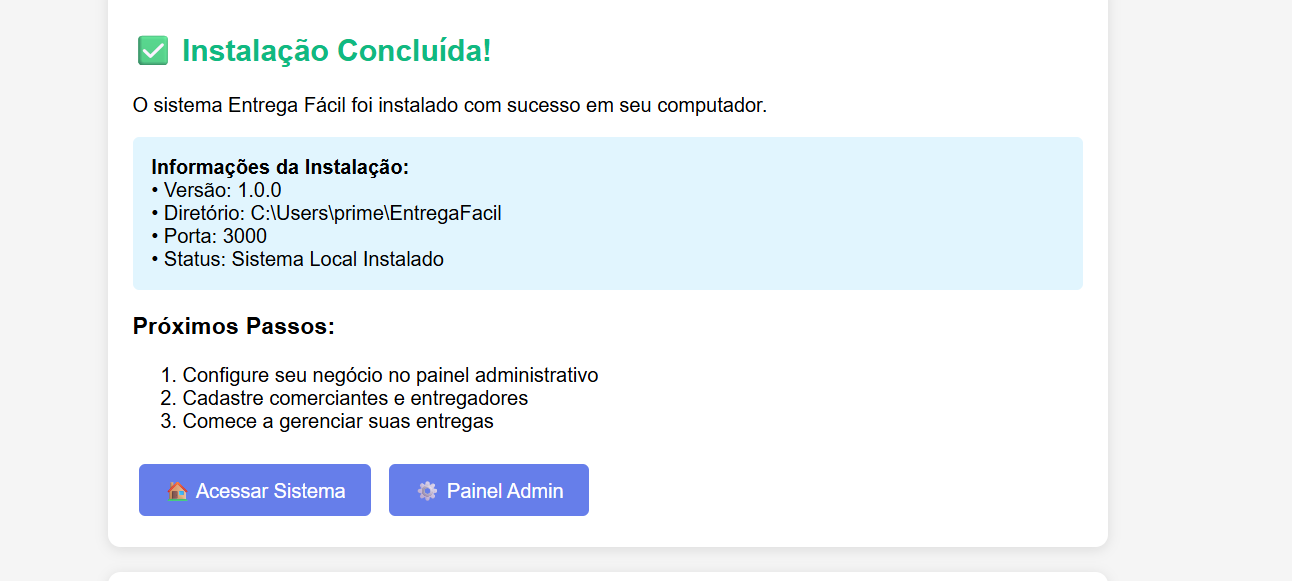 Instalação Concluída!
O sistema Entrega Fácil foi instalado com sucesso em seu computador.
Informações da Instalação:
• Versão: 1.0.0
• Diretório: C:\Users\prime\EntregaFacil
• Porta: 3000
• Status: Sistema Local Instalado
Próximos Passos:
1. Configure seu negócio no painel administrativo
2. Cadastre comerciantes e entregadores
3. Comece a gerenciar suas entregas
Acessar Sistema
Painel Admin